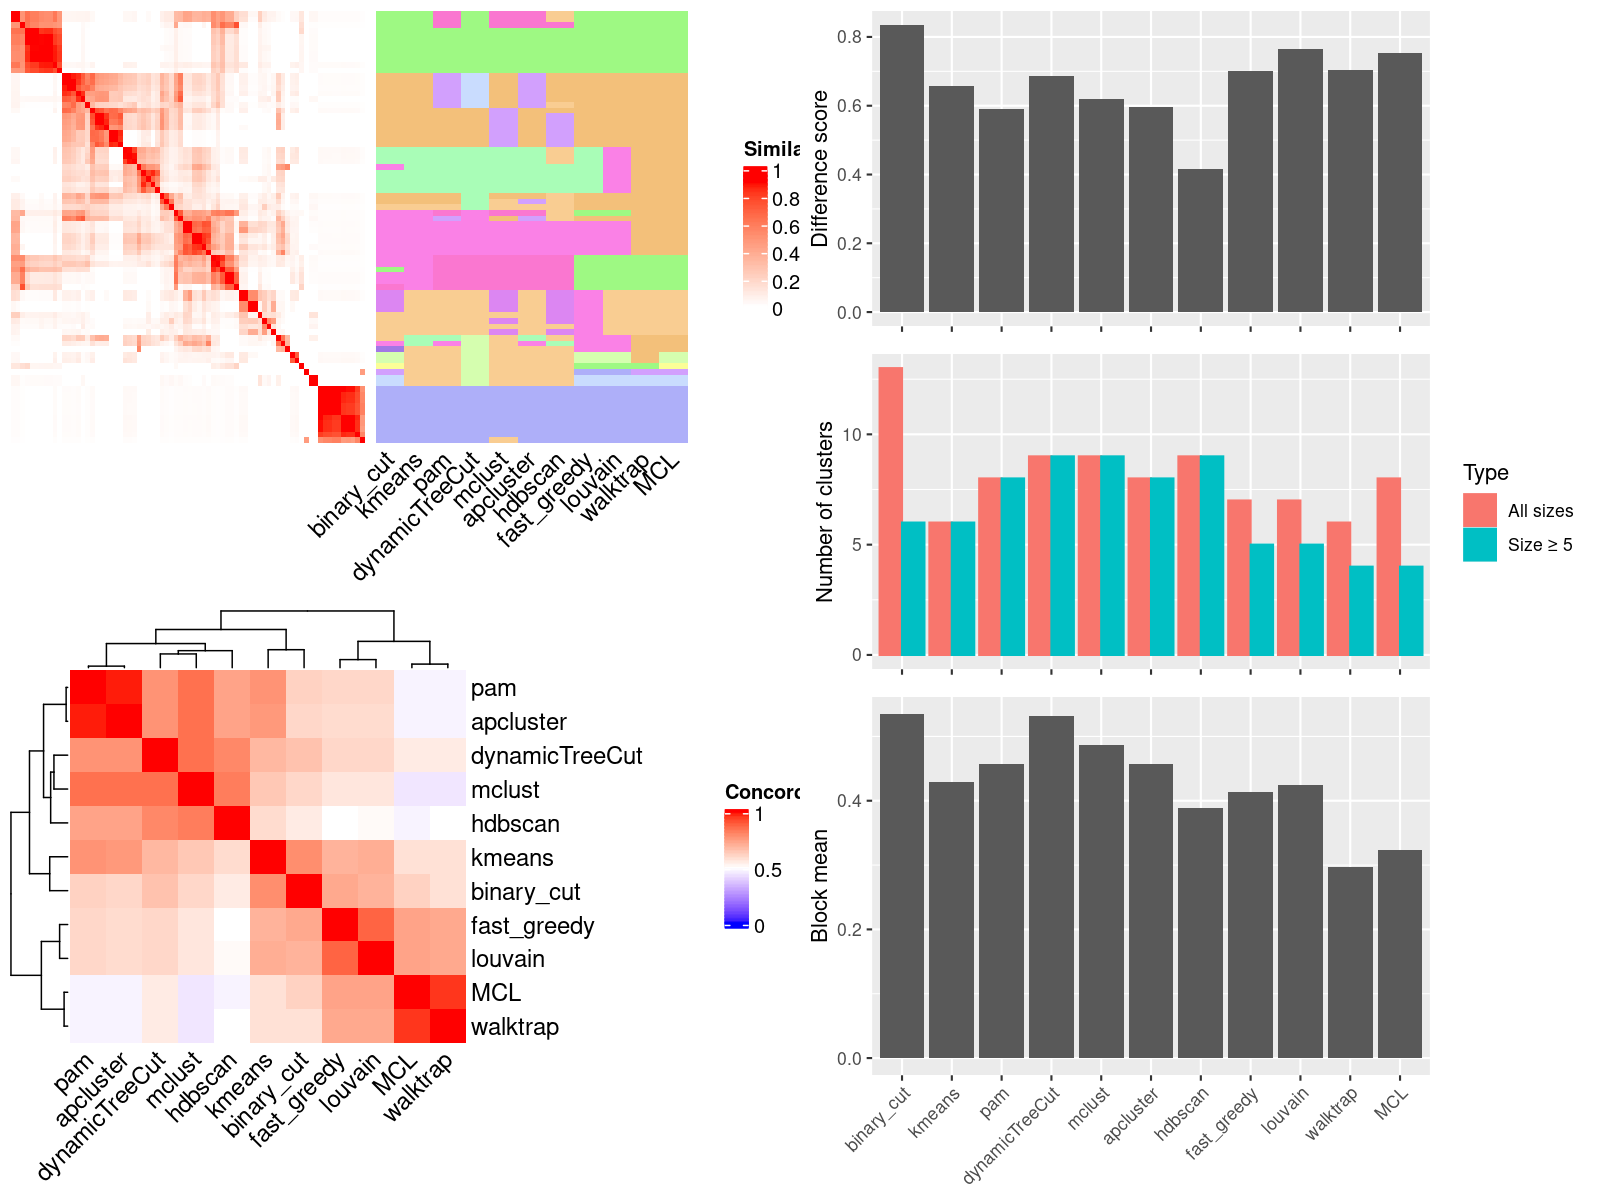 Simila
1
0.8
0.6
0.4
0.2
0
binary_cut
kmeans
pam
dynamicTreeCut
mclust
apcluster
hdbscan
fast_greedy
louvain
walktrap
MCL
pam
apcluster
dynamicTreeCut
mclust
hdbscan
kmeans
binary_cut
fast_greedy
louvain
MCL
walktrap
pam
apcluster
dynamicTreeCut
mclust
hdbscan
kmeans
binary_cut
fast_greedy
louvain
MCL
walktrap
Concord
1
0.5
0
Difference score
0.8
0.6
0.4
0.2
0.0
Number of clusters
10
5
0
Type
All sizes
Size ≥ 5
Block mean
0.4
0.2
0.0
binary_cut
kmeans
pam
dynamicTreeCut
mclust
apcluster
hdbscan
fast_greedy
louvain
walktrap
MCL